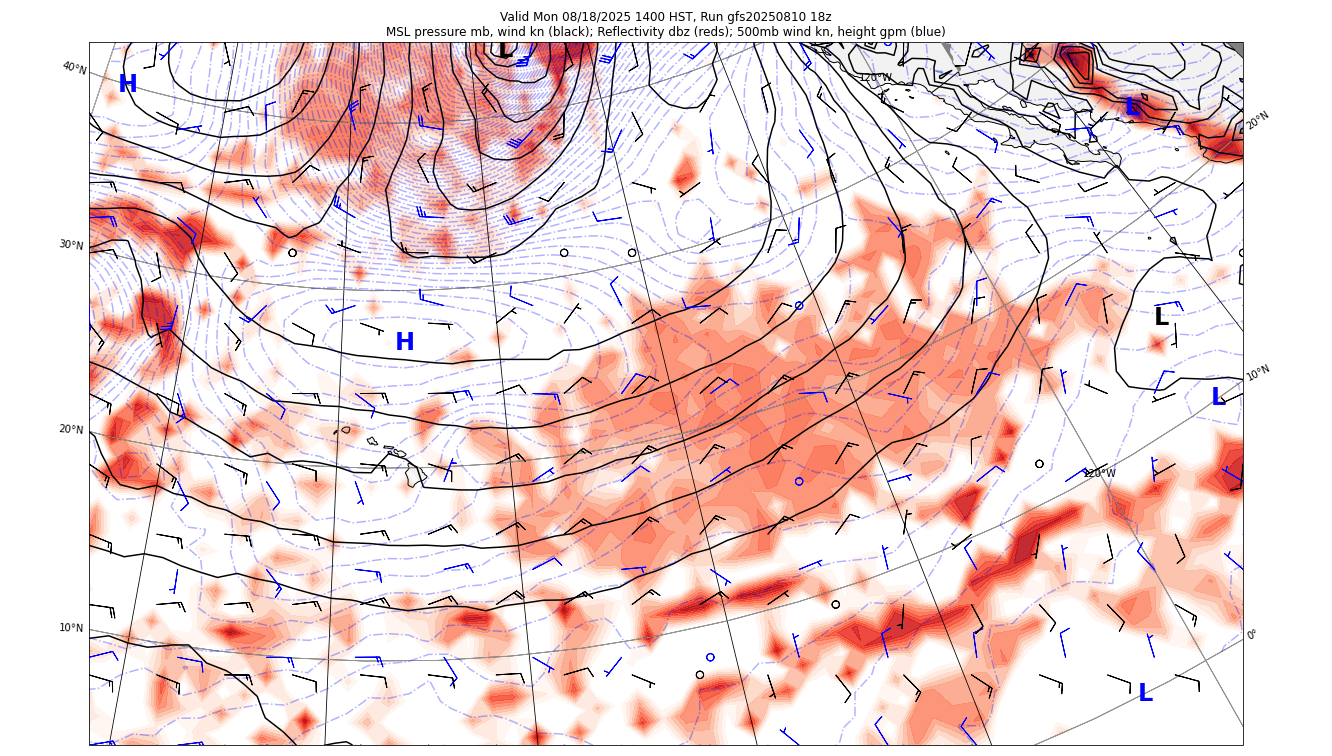 Valid Mon 08/18/2025 1400 HST, Run gfs20250810 18z
MSL pressure mb, wind kn (black); Reflectivity dbz (reds); 500mb wind kn, height gpm (blue)
L
40°N
H
120°W
L
20°N
30°N
L
H
10°N
L
20°N
120°W
10°N
0°
L